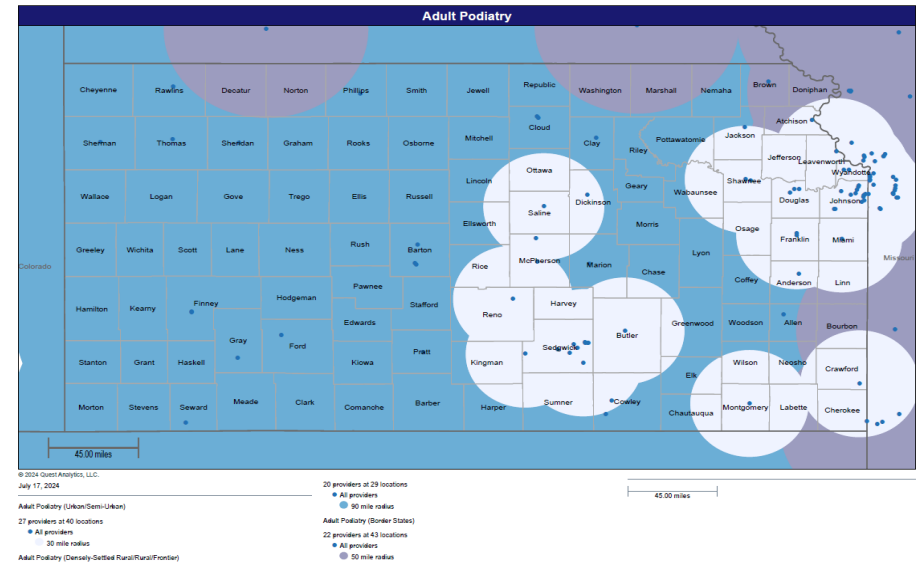 Adult Podiatry
Cheyenne Rawlins Decatur Norton Phillips Smith Jewell Republic Washington Marshall Nemaha Brown Doniphan
Atchison
Sherman Thomas Sheridan Graham Rooks Osborne Mitchell Cloud Clay Riley Pottawatomie Jackson
Jefferson Leavenworth
Wyandotte
Lincoln Ottawa Geary Wabaunsee Shawnee
Wallace Logan Gove Trego Ellis Russell Saline Dickinson Douglas Johnson
Ellsworth Morris Osage
Greeley Wichita Scott Lane Ness Rush Barton Lyon Franklin Miami
Colorado Rice McPherson Marion Chase Missouri
Pawnee Coffey Anderson Linn
Hamilton Kearny Finney Hodgeman Stafford Reno Harvey
Gray Ford Edwards Sedgwick Butler Greenwood Woodson Allen Bourbon
Stanton Grant Haskell Kiowa Pratt Kingman Elk Wilson Neosho Crawford
Morton Stevens Seward Meade Clark Comanche Barber Harper Sumner Cowley Chautauqua Montgomery Labette Cherokee
45.00 miles
© 2024 Quest Analytics, LLC.
July 17, 2024
Adult Podiatry (Urban/Semi-Urban)
27 providers at 40 locations
All providers
30 mile radius
Adult Podiatry (Densely-Settled Rural/Rural/Frontier)
20 providers at 29 locations
All providers
90 mile radius
Adult Podiatry (Border States)
22 providers at 43 locations
All providers
50 mile radius
45.00 miles